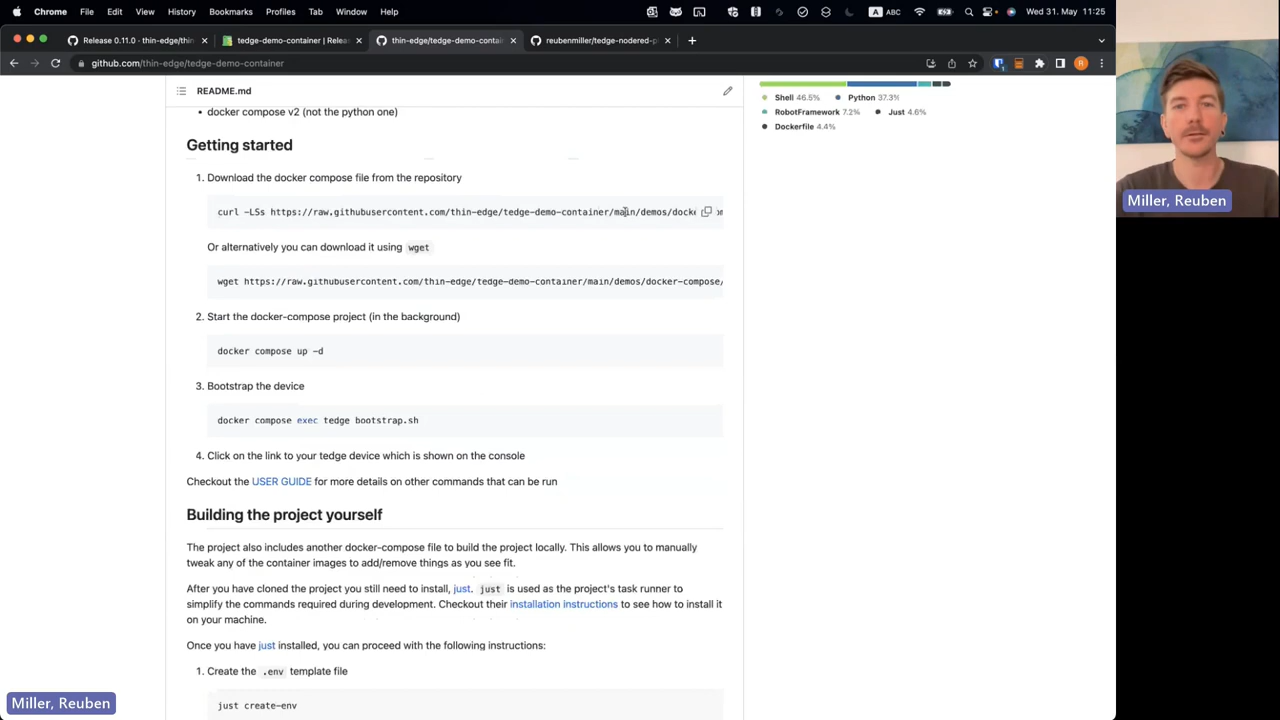 Chrome File Edit View History Bookmarks Profiles Tab Window Help
A ABC Wed 31. May 11:25
Release 0.11.0 · thin-edge/thin
tedge-demo-container | Relea
thin-edge/tedge-demo-contai
reubenmiller/tedge-nodered-p
github.com/thin-edge/tedge-demo-container
README.md
docker compose v2 (not the python one)
Getting started
1. Download the docker compose file from the repository
curl -LSs https://raw.githubusercontent.com/thin-edge/tedge-demo-container/main/demos/docke
Or alternatively you can download it using wget
wget https://raw.githubusercontent.com/thin-edge/tedge-demo-container/main/demos/docker-compose/
2. Start the docker-compose project (in the background)
docker compose up -d
3. Bootstrap the device
docker compose exec tedge bootstrap.sh
4. Click on the link to your tedge device which is shown on the console
Checkout the USER GUIDE for more details on other commands that can be run
Building the project yourself
The project also includes another docker-compose file to build the project locally. This allows you to manually
tweak any of the container images to add/remove things as you see fit.
After you have cloned the project you still need to install, just. just is used as the project's task runner to
simplify the commands required during development. Checkout their installation instructions to see how to install it
on your machine.
Once you have just installed, you can proceed with the following instructions:
1. Create the .env template file
just create-env
Shell 46.5% Python 37.3%
RobotFramework 7.2% Just 4.6%
Dockerfile 4.4%
Miller, Reuben
Miller, Reuben